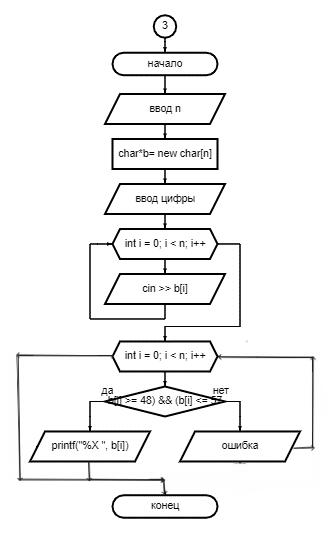 3
начало
ввод n
char*b= new char[n]
ввод цифры
int i = 0; i < n; i++
cin >> b[i]
int i = 0; i < n; i++
да
нет
b[i] >= 48) && (b[i] <= 57
printf("%X ", b[i])
ошибка
конец